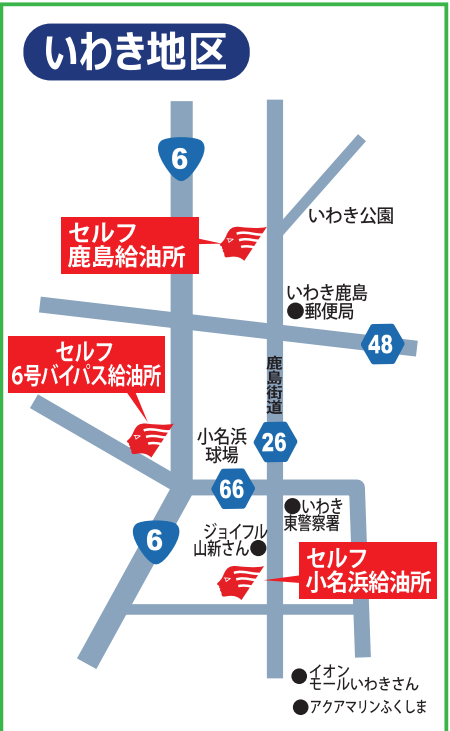 いわき地区
6
いわき公園
セルフ
鹿島給油所
いわき鹿島
郵便局
48
セルフ
6号バイパス給油所
鹿島街道
小名浜
球場
26
66
いわき
東警察署
6
ジョイフル
山新さん
セルフ
小名浜給油所
イオン
モールいわきさん
アクアマリンふくしま